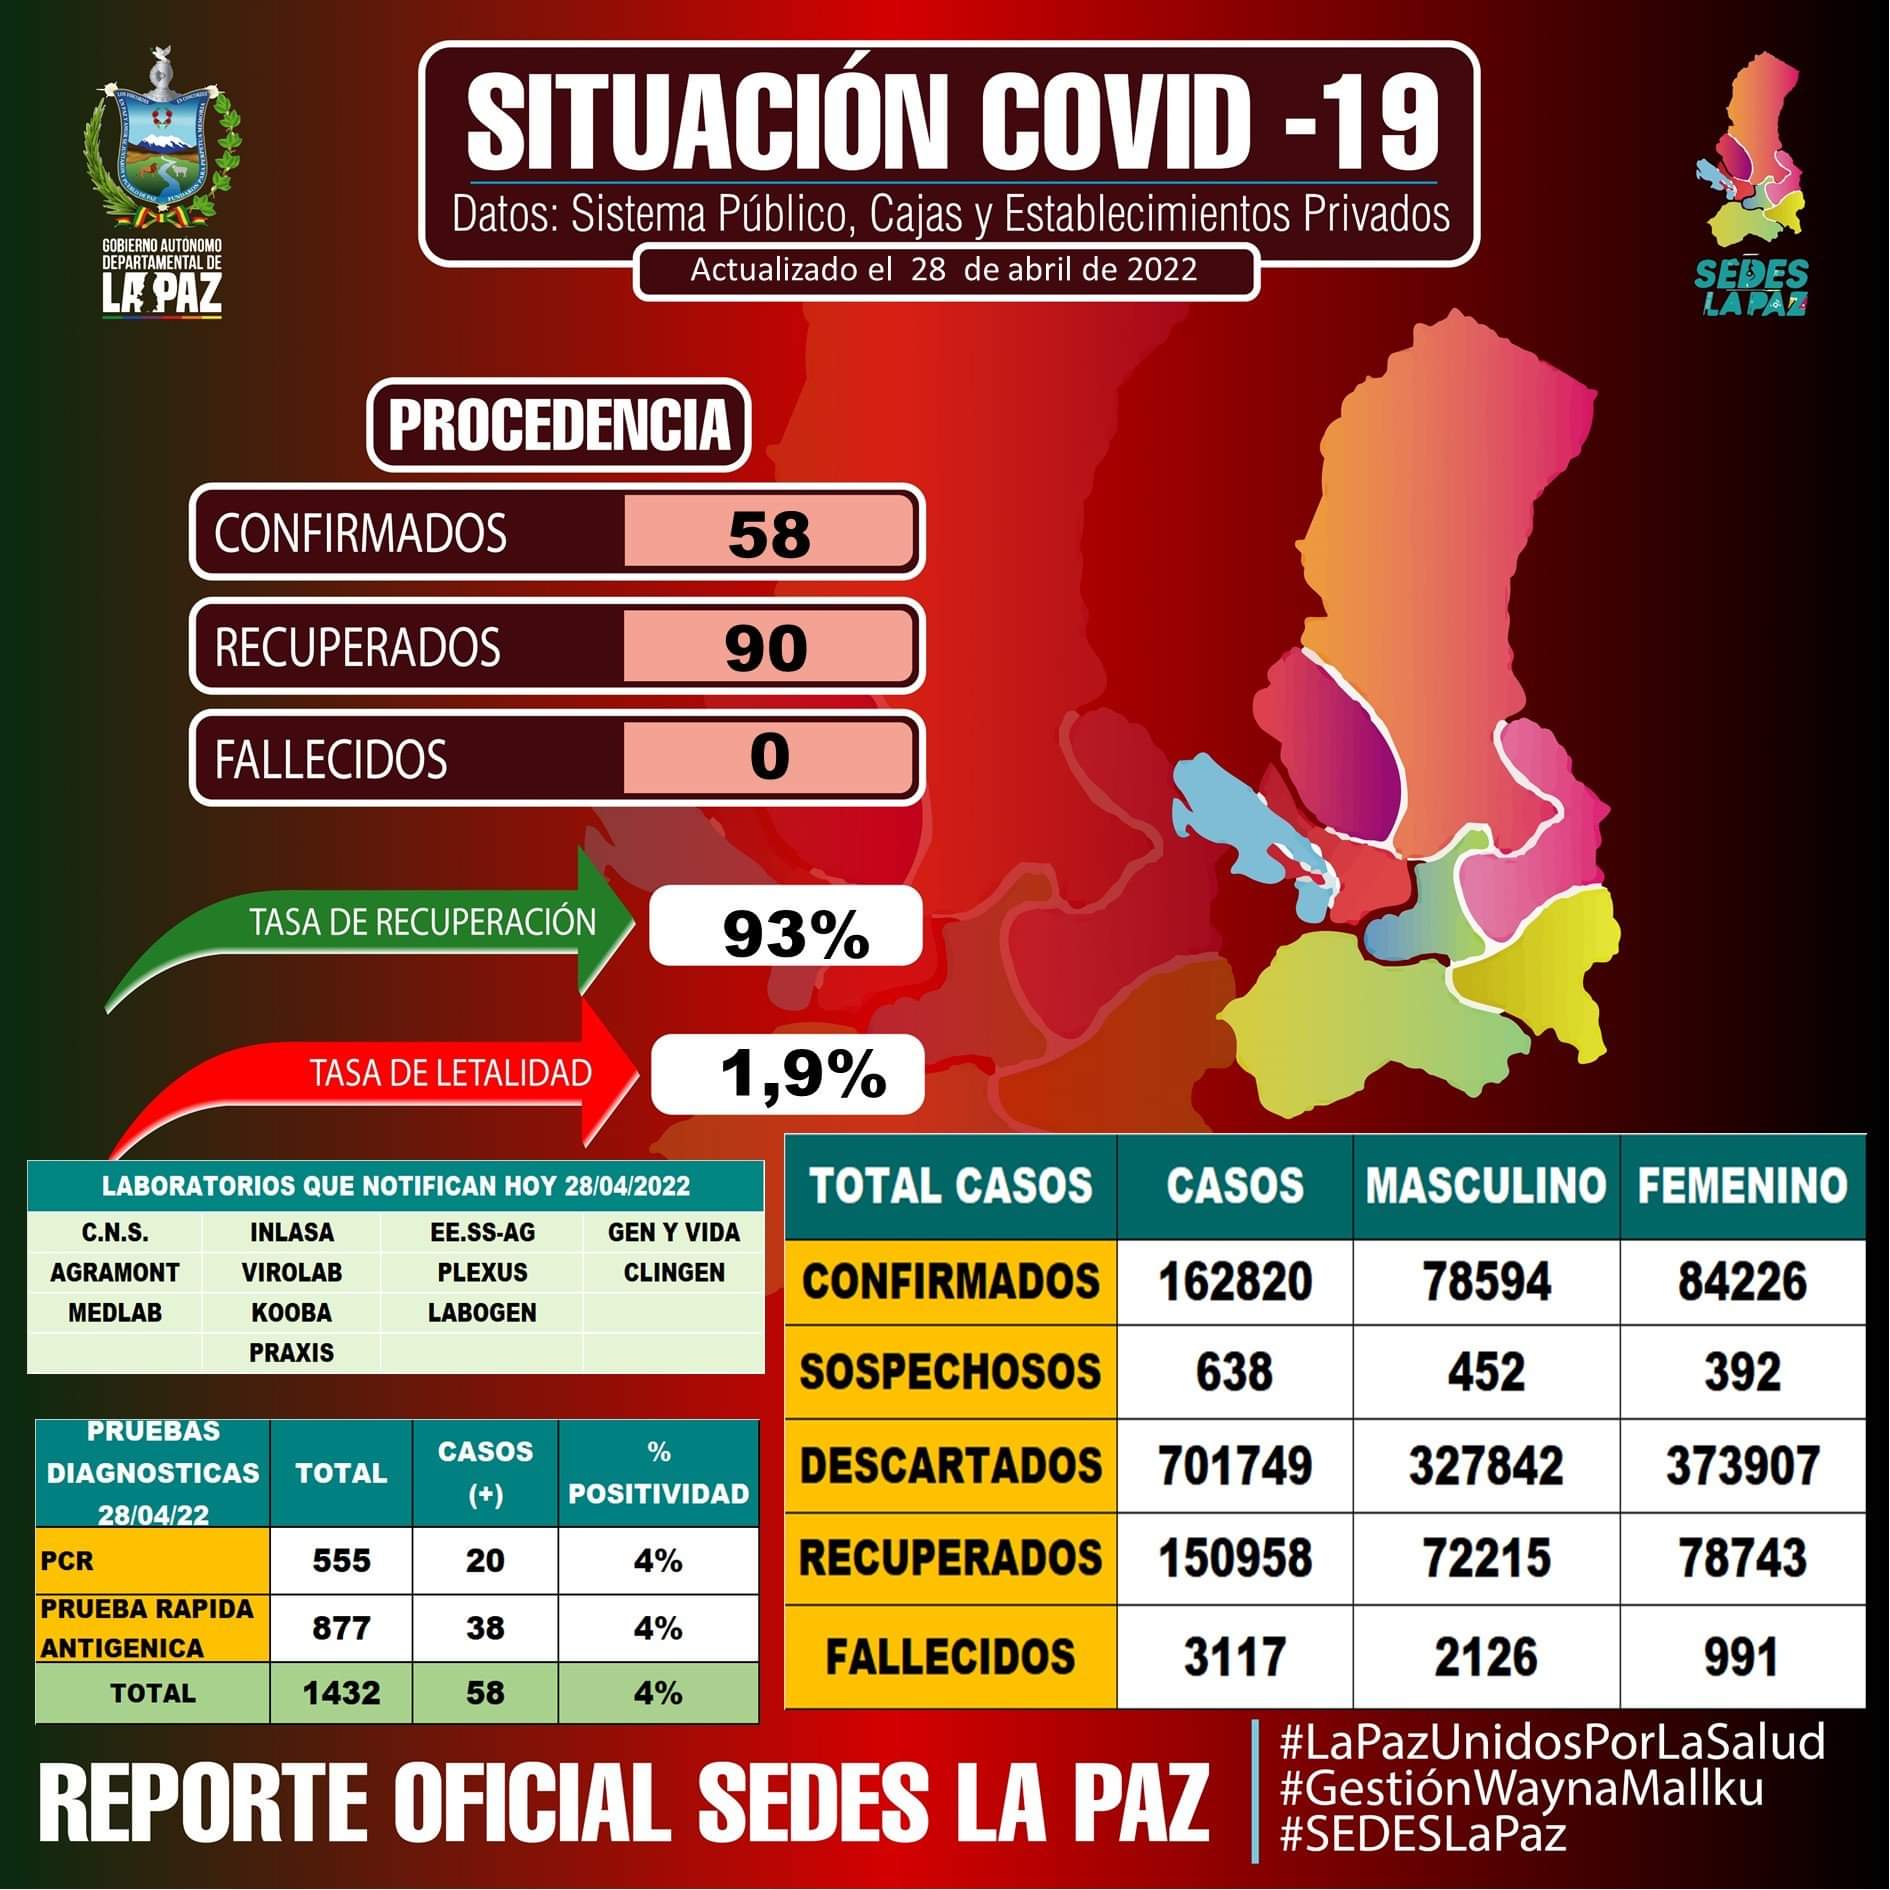 SITUACIÓN COVID -19
Datos: Sistema Público, Cajas y Establecimientos Privados
Actualizado el 28 de abril de 2022
GOBIERNO AUTÓNOMO
DEPARTAMENTAL DE
LA PAZ
SEDES
LA PAZ
PROCEDENCIA
CONFIRMADOS 58
RECUPERADOS 90
FALLECIDOS 0
TASA DE RECUPERACIÓN 93%
TASA DE LETALIDAD 1,9%
LABORATORIOS QUE NOTIFICAN HOY 28/04/2022
C.N.S. INLASA EE.SS-AG GEN Y VIDA
AGRAMONT VIROLAB PLEXUS CLINGEN
MEDLAB KOOBA LABOGEN
PRAXIS
PRUEBAS
DIAGNOSTICAS
28/04/22
TOTAL
CASOS
(+)
%
POSITIVIDAD
PCR 555 20 4%
PRUEBA RAPIDA
ANTIGENICA
877 38 4%
TOTAL 1432 58 4%
TOTAL CASOS CASOS MASCULINO FEMENINO
CONFIRMADOS 162820 78594 84226
SOSPECHOSOS 638 452 392
DESCARTADOS 701749 327842 373907
RECUPERADOS 150958 72215 78743
FALLECIDOS 3117 2126 991
REPORTE OFICIAL SEDES LA PAZ
#LaPazUnidosPorLaSalud
#GestiónWaynaMallku
#SEDESLaPaz